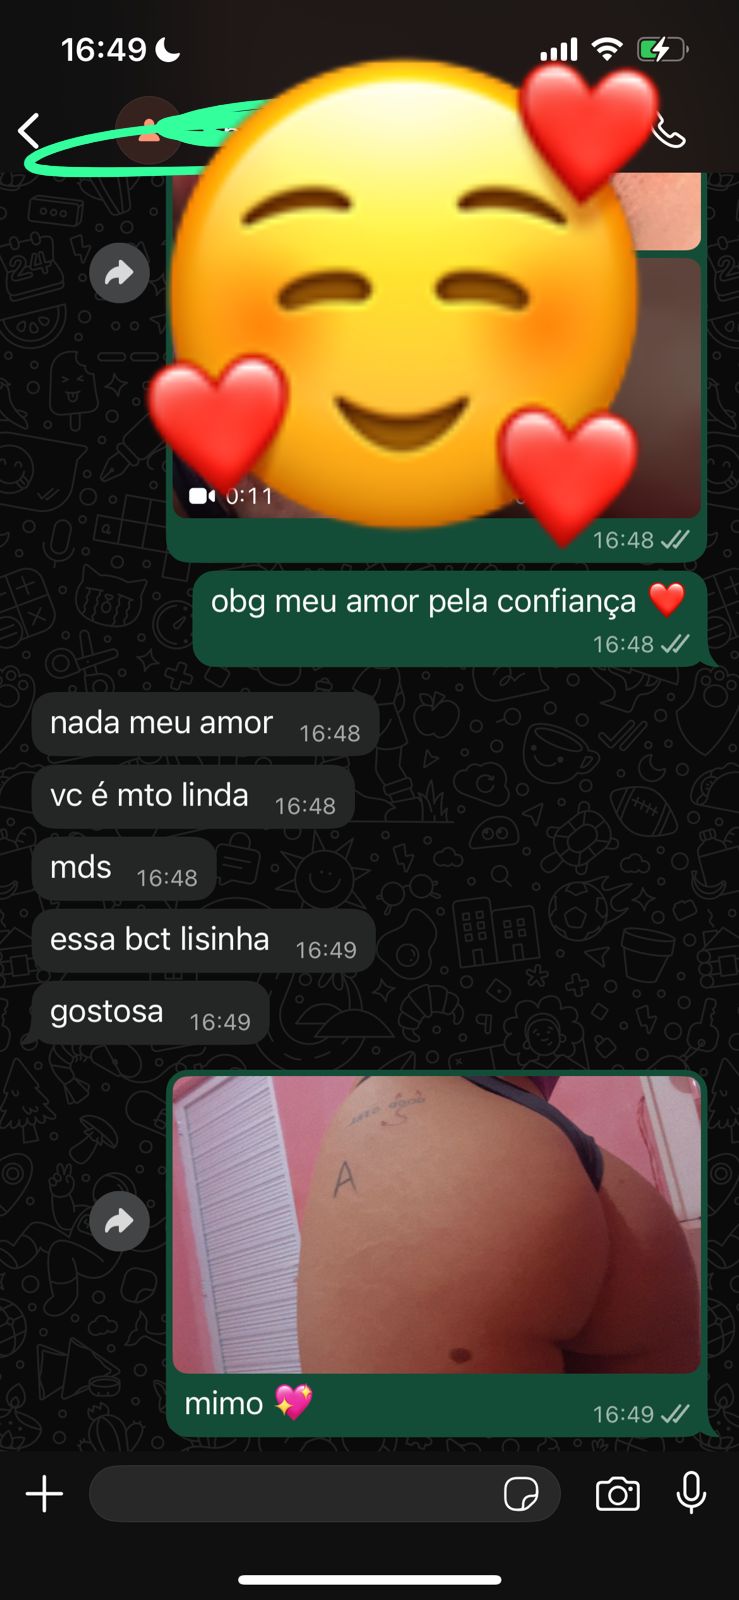 16:49
0:11
16:48
obg meu amor pela confiança ❤️
16:48
nada meu amor 16:48
vc é mto linda 16:48
mds 16:48
essa bct lisinha 16:49
gostosa 16:49
A
mimo 💖
16:49